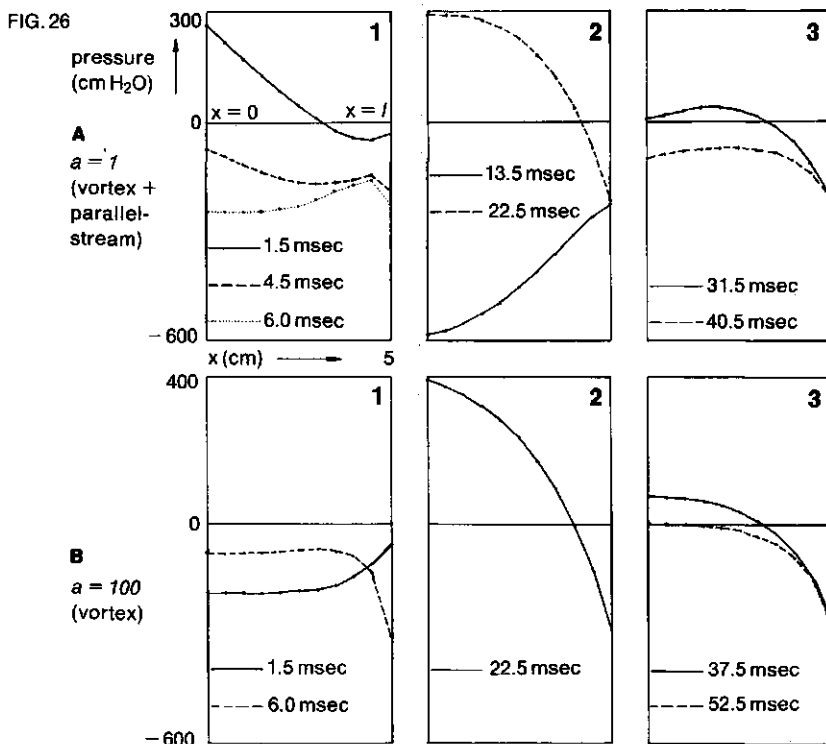 FIG. 26
pressure
(cm H₂O)
300
0
−600
A
a = 1
(vortex +
parallel-
stream)
1
x = 0
x = l
1.5 msec
4.5 msec
6.0 msec
x (cm)
5
2
13.5 msec
22.5 msec
3
31.5 msec
40.5 msec
400
0
−600
B
a = 100
(vortex)
1
1.5 msec
6.0 msec
2
22.5 msec
3
37.5 msec
52.5 msec